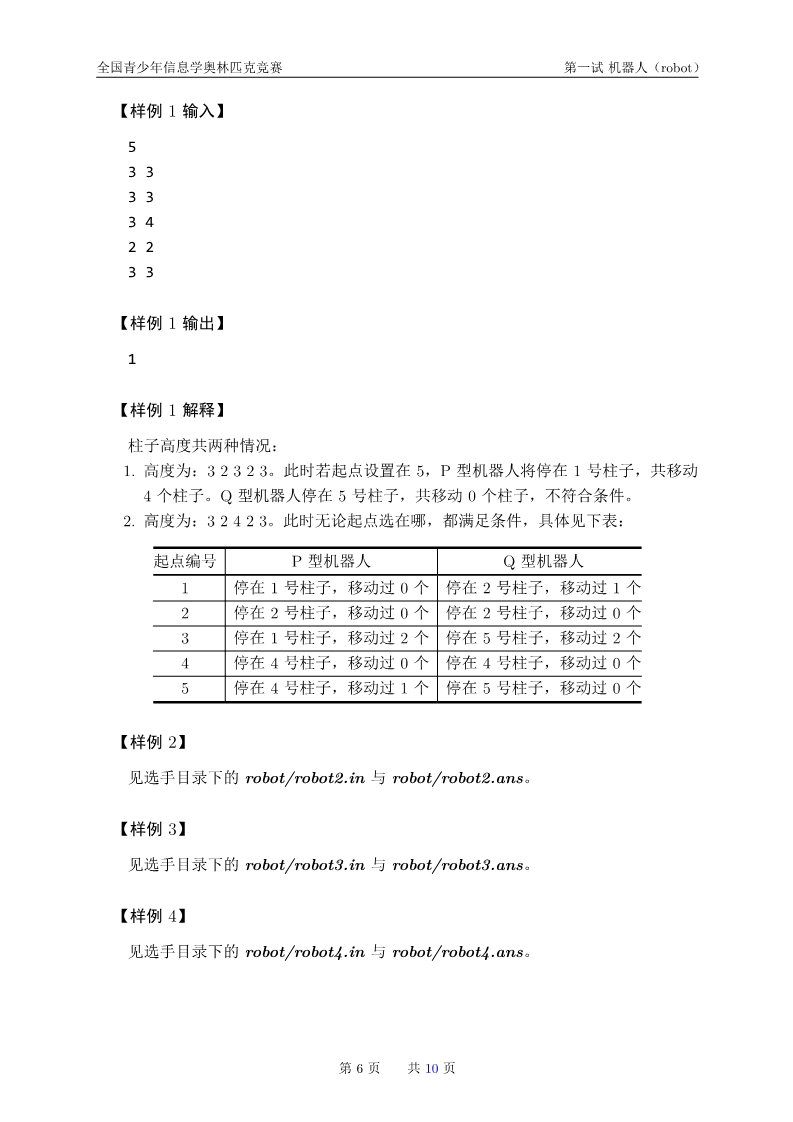 全国青少年信息学奥林匹克竞赛 第一试 机器人（robot）
【样例 1 输入】
5
3 3
3 3
3 4
2 2
3 3
【样例 1 输出】
1
【样例 1 解释】
柱子高度共两种情况：
1. 高度为：3 2 3 2 3。此时若起点设置在 5，P 型机器人将停在 1 号柱子，共移动
4 个柱子。Q 型机器人停在 5 号柱子，共移动 0 个柱子，不符合条件。
2. 高度为：3 2 4 2 3。此时无论起点选在哪，都满足条件，具体见下表：
起点编号 P 型机器人 Q 型机器人
1 停在 1 号柱子，移动过 0 个 停在 2 号柱子，移动过 1 个
2 停在 2 号柱子，移动过 0 个 停在 2 号柱子，移动过 0 个
3 停在 1 号柱子，移动过 2 个 停在 5 号柱子，移动过 2 个
4 停在 4 号柱子，移动过 0 个 停在 4 号柱子，移动过 0 个
5 停在 4 号柱子，移动过 1 个 停在 5 号柱子，移动过 0 个
【样例 2】
见选手目录下的 robot/robot2.in 与 robot/robot2.ans。
【样例 3】
见选手目录下的 robot/robot3.in 与 robot/robot3.ans。
【样例 4】
见选手目录下的 robot/robot4.in 与 robot/robot4.ans。
第 6 页 共 10 页